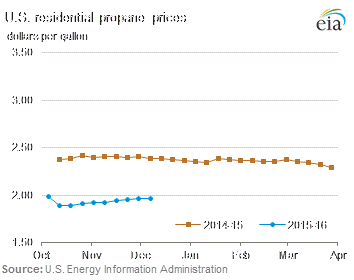 U.S. residential propane prices
dollars per gallon
eia
3.50
3.00
2.50
2.00
1.50
Oct Nov Dec Jan Feb Mar Apr
2014-15 2015-16
Source: U.S. Energy Information Administration